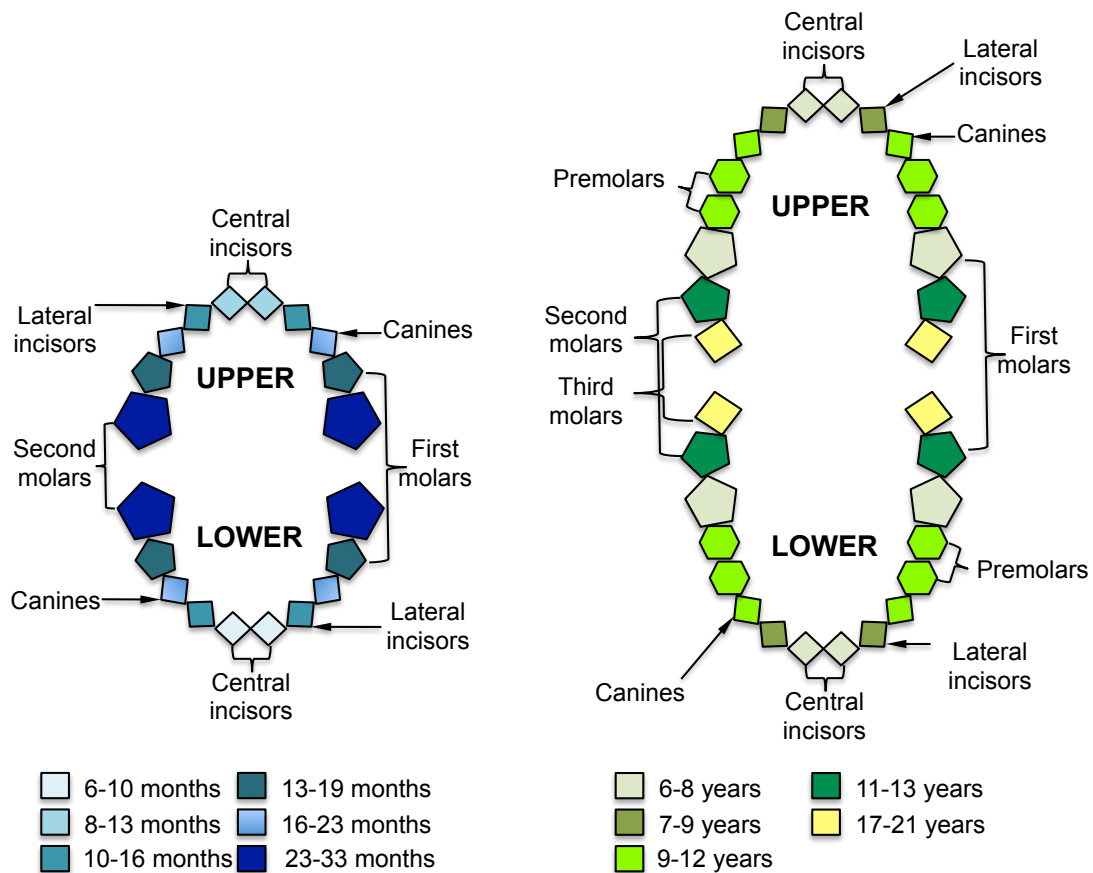 Central
incisors
Lateral
incisors
Canines
UPPER
Second
molars
First
molars
LOWER
Canines
Lateral
incisors
Central
incisors
6-10 months
8-13 months
10-16 months
13-19 months
16-23 months
23-33 months
Central
incisors
Lateral
incisors
Canines
Premolars
UPPER
Second
molars
Third
molars
First
molars
LOWER
Premolars
Lateral
incisors
Canines
Central
incisors
6-8 years
7-9 years
9-12 years
11-13 years
17-21 years